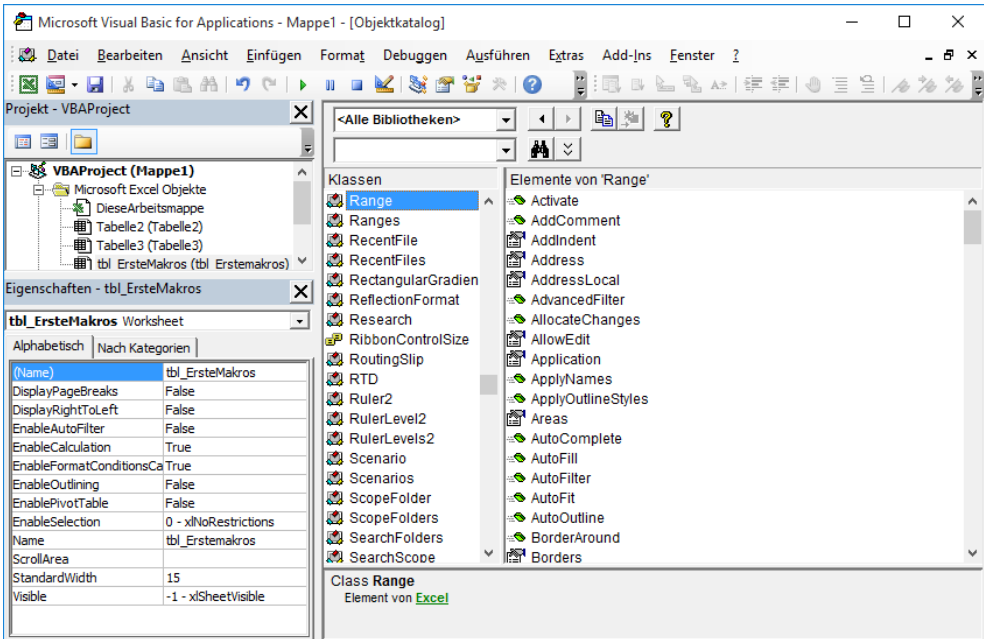 Microsoft Visual Basic for Applications - Mappe1 - [Objektkatalog]
Datei Bearbeiten Ansicht Einfügen Format Debuggen Ausführen Extras Add-Ins Fenster ?
Projekt - VBAProject
VBAProject (Mappe1)
Microsoft Excel Objekte
DieseArbeitsmappe
Tabelle2 (Tabelle2)
Tabelle3 (Tabelle3)
tbl_ErsteMakros (tbl_Erstemakros)
Eigenschaften - tbl_ErsteMakros
tbl_ErsteMakros Worksheet
Alphabetisch Nach Kategorien
(Name) tbl_ErsteMakros
DisplayPageBreaks False
DisplayRightToLeft False
EnableAutoFilter False
EnableCalculation True
EnableFormatConditionsCa True
EnableOutlining False
EnablePivotTable False
EnableSelection 0 - xlNoRestrictions
Name tbl_Erstemakros
ScrollArea
StandardWidth 15
Visible -1 - xlSheetVisible
<Alle Bibliotheken>
Klassen
Range
Ranges
RecentFile
RecentFiles
RectangularGradien
ReflectionFormat
Research
RibbonControlSize
RoutingSlip
RTD
Ruler2
RulerLevel2
RulerLevels2
Scenario
Scenarios
ScopeFolder
ScopeFolders
SearchFolders
SearchScope
Elemente von 'Range'
Activate
AddComment
AddIndent
Address
AddressLocal
AdvancedFilter
AllocateChanges
AllowEdit
Application
ApplyNames
ApplyOutlineStyles
Areas
AutoComplete
AutoFill
AutoFilter
AutoFit
AutoOutline
BorderAround
Borders
Class Range
Element von Excel